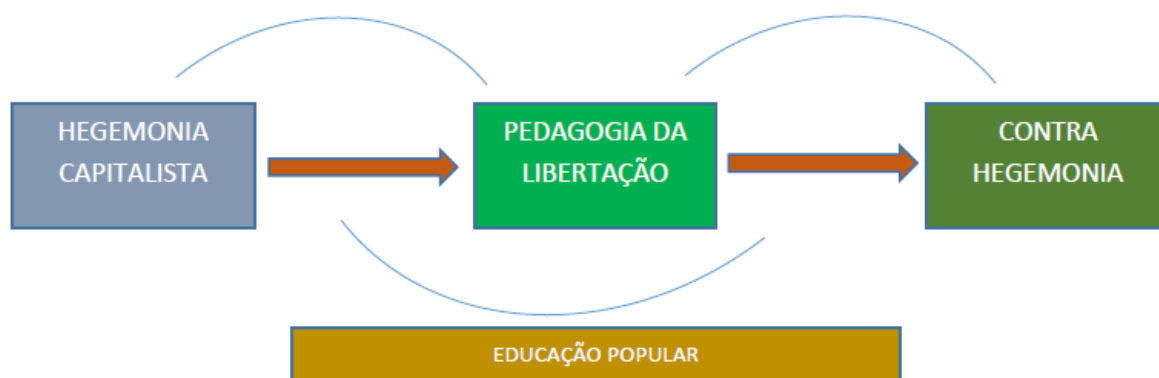 HEGEMONIA
CAPITALISTA
PEDAGOGIA DA
LIBERTAÇÃO
CONTRA
HEGEMONIA
EDUCAÇÃO POPULAR